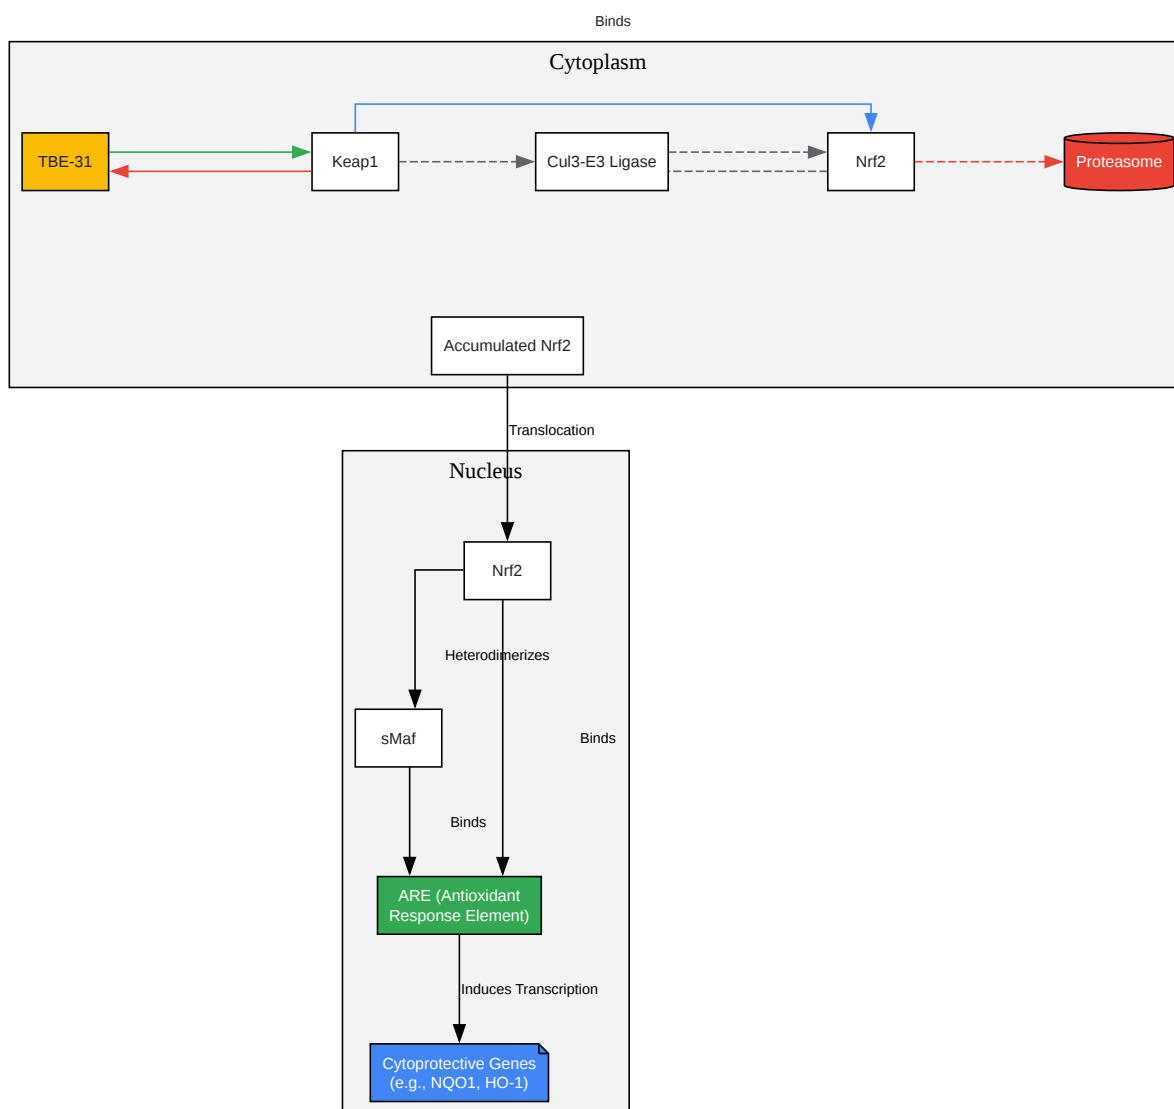 Binds
Cytoplasm
TBE-31
Keap1
Cul3-E3 Ligase
Nrf2
Proteasome
Accumulated Nrf2
Translocation
Nucleus
Nrf2
Heterodimerizes
sMaf
Binds
Binds
ARE (Antioxidant
Response Element)
Induces Transcription
Cytoprotective Genes
(e.g., NQO1, HO-1)